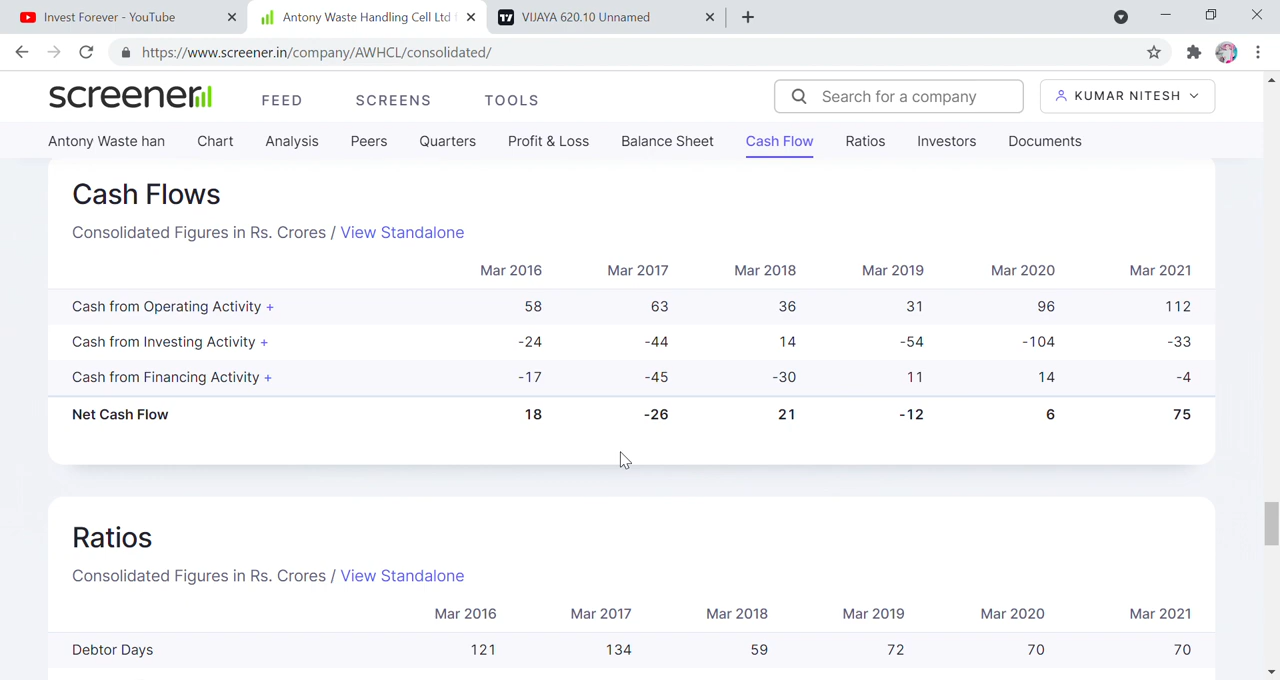 Invest Forever - YouTube
Antony Waste Handling Cell Ltd
VIJAYA 620.10 Unnamed
https://www.screener.in/company/AWHCL/consolidated/
screener
FEED SCREENS TOOLS
Search for a company
KUMAR NITESH
Antony Waste han Chart Analysis Peers Quarters Profit & Loss Balance Sheet Cash Flow Ratios Investors Documents
Cash Flows
Consolidated Figures in Rs. Crores / View Standalone
Mar 2016 Mar 2017 Mar 2018 Mar 2019 Mar 2020 Mar 2021
Cash from Operating Activity + 58 63 36 31 96 112
Cash from Investing Activity + -24 -44 14 -54 -104 -33
Cash from Financing Activity + -17 -45 -30 11 14 -4
Net Cash Flow 18 -26 21 -12 6 75
Ratios
Consolidated Figures in Rs. Crores / View Standalone
Mar 2016 Mar 2017 Mar 2018 Mar 2019 Mar 2020 Mar 2021
Debtor Days 121 134 59 72 70 70